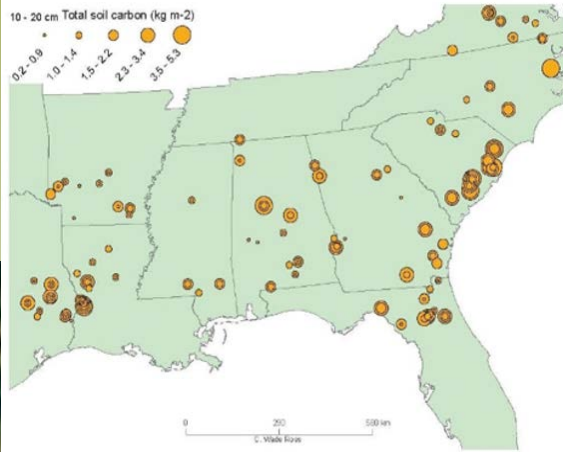 10 - 20 cm Total soil carbon (kg m-2)
0.2 - 0.9
1.0 - 1.4
1.5 - 2.2
2.3 - 3.4
3.5 - 5.3
0 250 500 km
C. Wade Ross